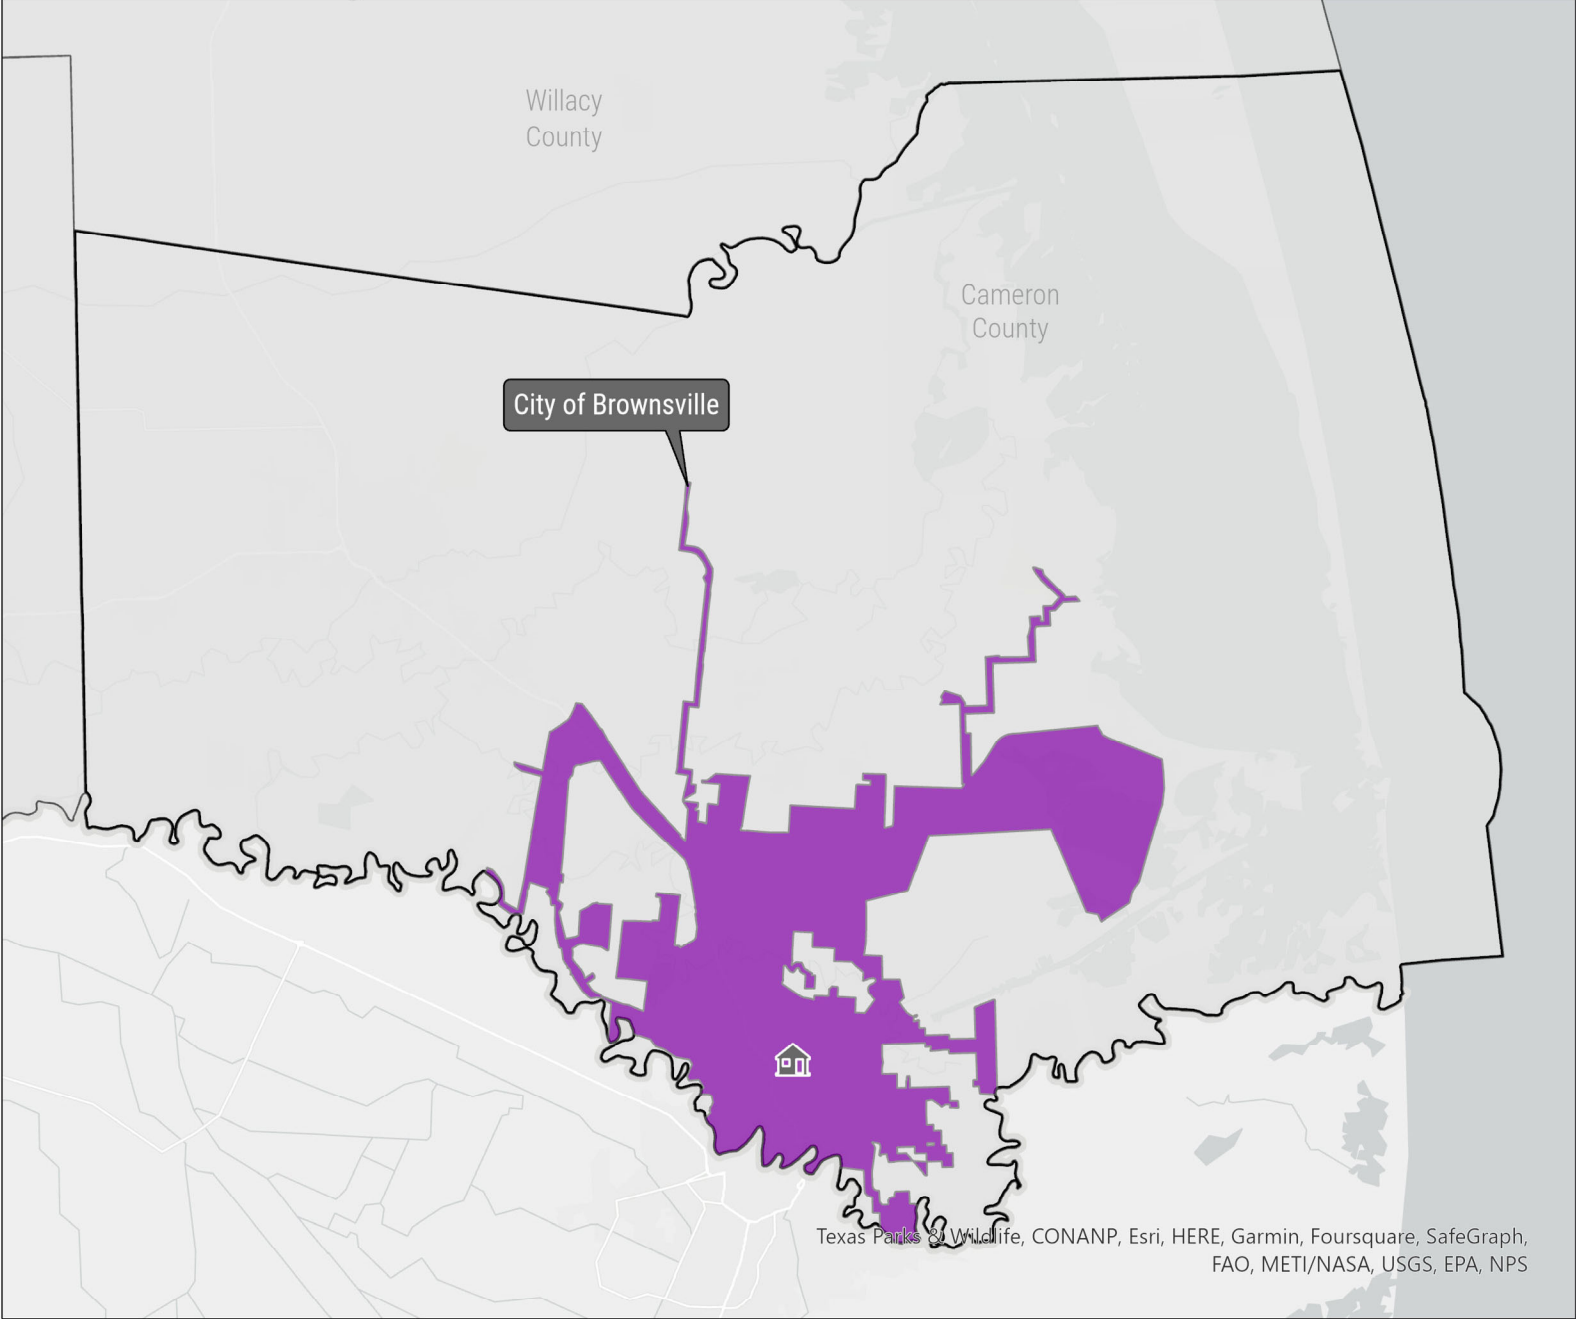 Willacy
County
Cameron
County
City of Brownsville
Texas Parks & Wildlife, CONANP, Esri, HERE, Garmin, Foursquare, SafeGraph,
FAO, METI/NASA, USGS, EPA, NPS